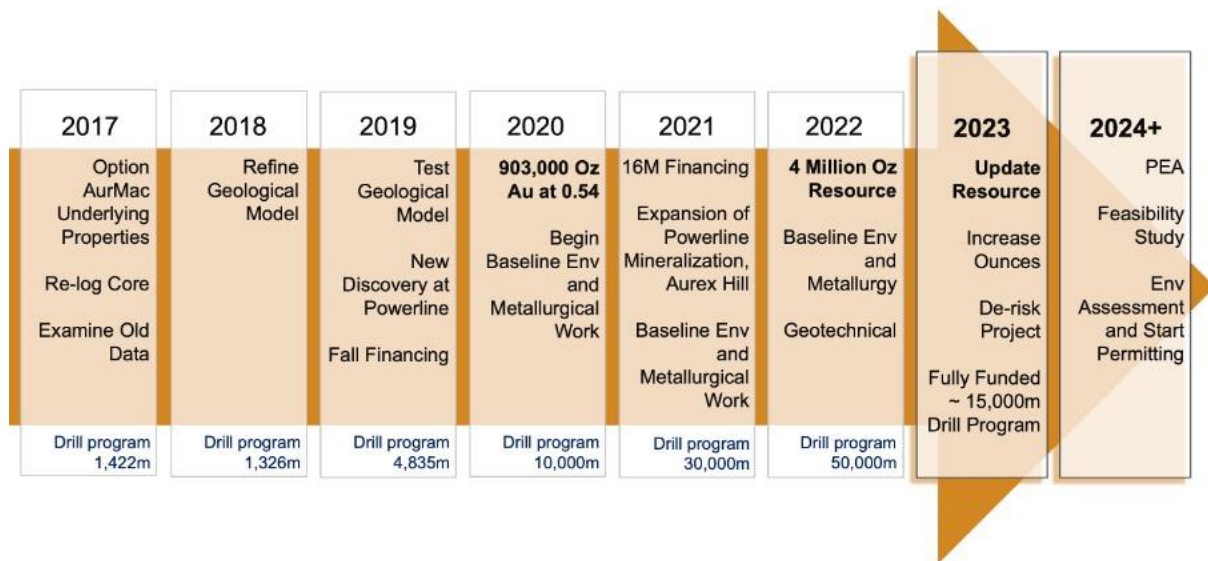 2017
Option
AurMac
Underlying
Properties
Re-log Core
Examine Old
Data
Drill program
1,422m
2018
Refine
Geological
Model
Drill program
1,326m
2019
Test
Geological
Model
New
Discovery at
Powerline
Fall Financing
Drill program
4,835m
2020
903,000 Oz
Au at 0.54
Begin
Baseline Env
and
Metallurgical
Work
Drill program
10,000m
2021
16M Financing
Expansion of
Powerline
Mineralization,
Aurex Hill
Baseline Env
and
Metallurgical
Work
Drill program
30,000m
2022
4 Million Oz
Resource
Baseline Env
and
Metallurgy
Geotechnical
Drill program
50,000m
2023
Update
Resource
Increase
Ounces
De-risk
Project
Fully Funded
~ 15,000m
Drill Program
2024+
PEA
Feasibility
Study
Env
Assessment
and Start
Permitting